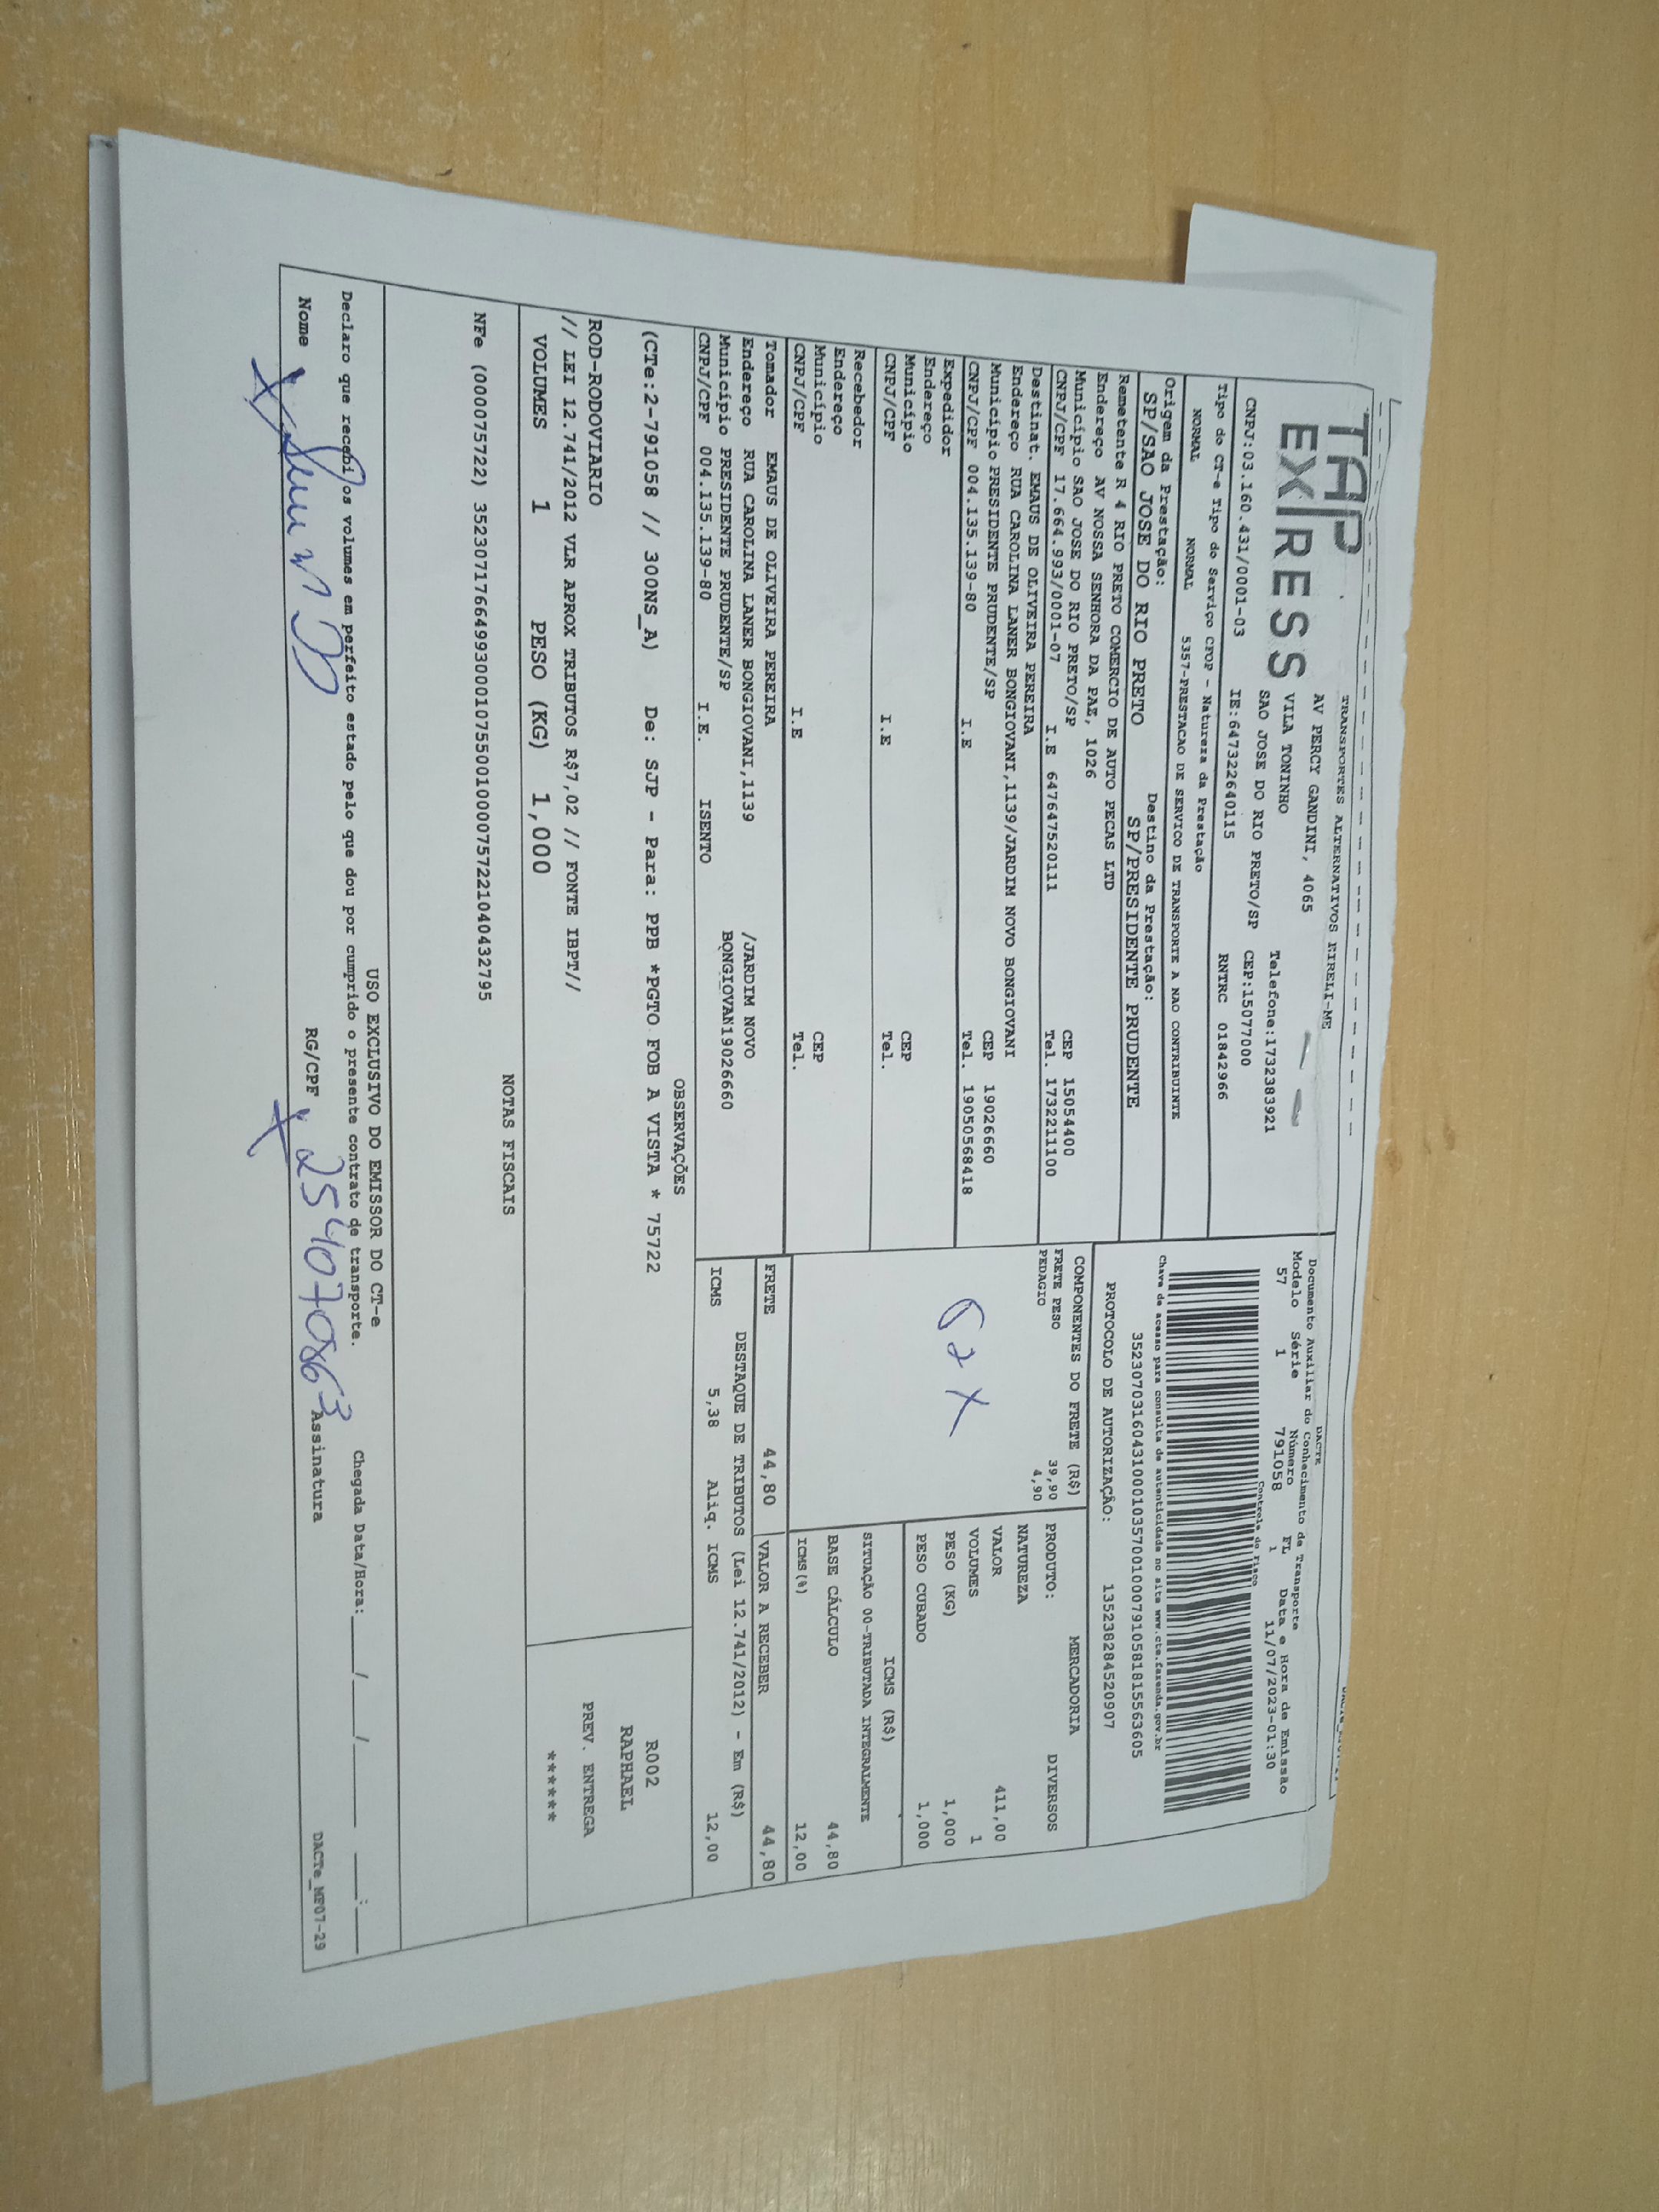 TAP
EXPRESS
TRANSPORTES ALTERNATIVOS EIRELI-ME
AV PERCY GANDINI, 4065
VILA TONINHO
Telefone:1732383921
SAO JOSE DO RIO PRETO/SP CEP:15077000
CNPJ:03.160.431/0001-03 IE:647322640115 RNTRC 01842966
DACTE
Documento Auxiliar do Conhecimento de Transporte
Modelo Série Número FL Data e Hora de Emissão
57 1 791058 1 11/07/2023-01:30
Controle do Fisco
Tipo do CT-e Tipo do Serviço CFOP - Natureza da Prestação
NORMAL NORMAL 5357-PRESTACAO DE SERVICO DE TRANSPORTE A NAO CONTRIBUINTE
Chave de acesso para consulta de autenticidade no site www.cte.fazenda.gov.br
35230703160431000103570010007910581815563605
Origem da Prestação: Destino da Prestação:
SP/SAO JOSE DO RIO PRETO SP/PRESIDENTE PRUDENTE
PROTOCOLO DE AUTORIZAÇÃO: 135238284520907
Remetente R 4 RIO PRETO COMERCIO DE AUTO PECAS LTD
Endereço AV NOSSA SENHORA DA PAZ, 1026
Município SAO JOSE DO RIO PRETO/SP CEP 15054400
CNPJ/CPF 17.664.993/0001-07 I.E 647647520111 Tel. 1732211100
Destinat. EMAUS DE OLIVEIRA PEREIRA
Endereço RUA CAROLINA LANER BONGIOVANI,1139/JARDIM NOVO BONGIOVANI
Município PRESIDENTE PRUDENTE/SP CEP 19026660
CNPJ/CPF 004.135.139-80 I.E Tel. 19050568418
Expedidor
Endereço
Município CEP
CNPJ/CPF I.E Tel.
Recebedor
Endereço
Município CEP
CNPJ/CPF I.E Tel.
COMPONENTES DO FRETE (R$)
FRETE PESO 39,90
PEDAGIO 4,90
MERCADORIA
PRODUTO: DIVERSOS
NATUREZA
VALOR 411,00
VOLUMES 1
PESO (KG) 1,000
PESO CUBADO 1,000
ICMS (R$)
SITUAÇÃO 00-TRIBUTADA INTEGRALMENTE
BASE CÁLCULO 44,80
ICMS(%) 12,00
Tomador EMAUS DE OLIVEIRA PEREIRA
Endereço RUA CAROLINA LANER BONGIOVANI,1139 /JARDIM NOVO
Município PRESIDENTE PRUDENTE/SP BONGIOVAN19026660
CNPJ/CPF 004.135.139-80 I.E. ISENTO
FRETE 44,80 VALOR A RECEBER 44,80
DESTAQUE DE TRIBUTOS (Lei 12.741/2012) - Em (R$)
ICMS 5,38 Aliq. ICMS 12,00
OBSERVAÇÕES
(CTe:2-791058 // 300NS_A) De: SJP - Para: PPB *PGTO FOB A VISTA * 75722
ROD-RODOVIARIO
// LEI 12.741/2012 VLR APROX TRIBUTOS R$7,02 // FONTE IBPT//
R002
RAPHAEL
VOLUMES 1 PESO (KG) 1,000
PREV. ENTREGA
******
NOTAS FISCAIS
NFe (000075722) 35230717664993000107550010000757221040432795
USO EXCLUSIVO DO EMISSOR DO CT-e
Declaro que recebi os volumes em perfeito estado pelo que dou por cumprido o presente contrato de transporte. Chegada Data/Hora:____/____/____ ____:____
Nome RG/CPF 254070863 Assinatura
DACTe_MF07-29